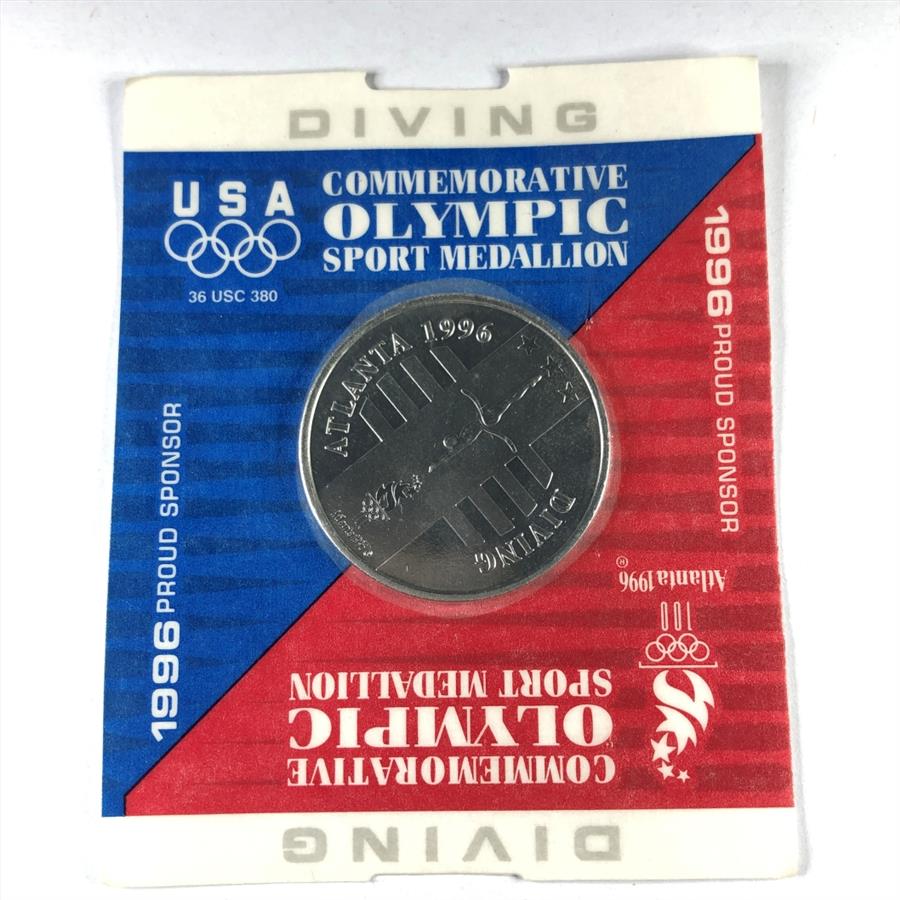 DIVING
USA
36 USC 380
COMMEMORATIVE
OLYMPIC
SPORT MEDALLION
1996 PROUD SPONSOR
ATLANTA 1996
DIVING
1996 PROUD SPONSOR
Atlanta 1996
100
COMMEMORATIVE
OLYMPIC
SPORT MEDALLION
DIVING